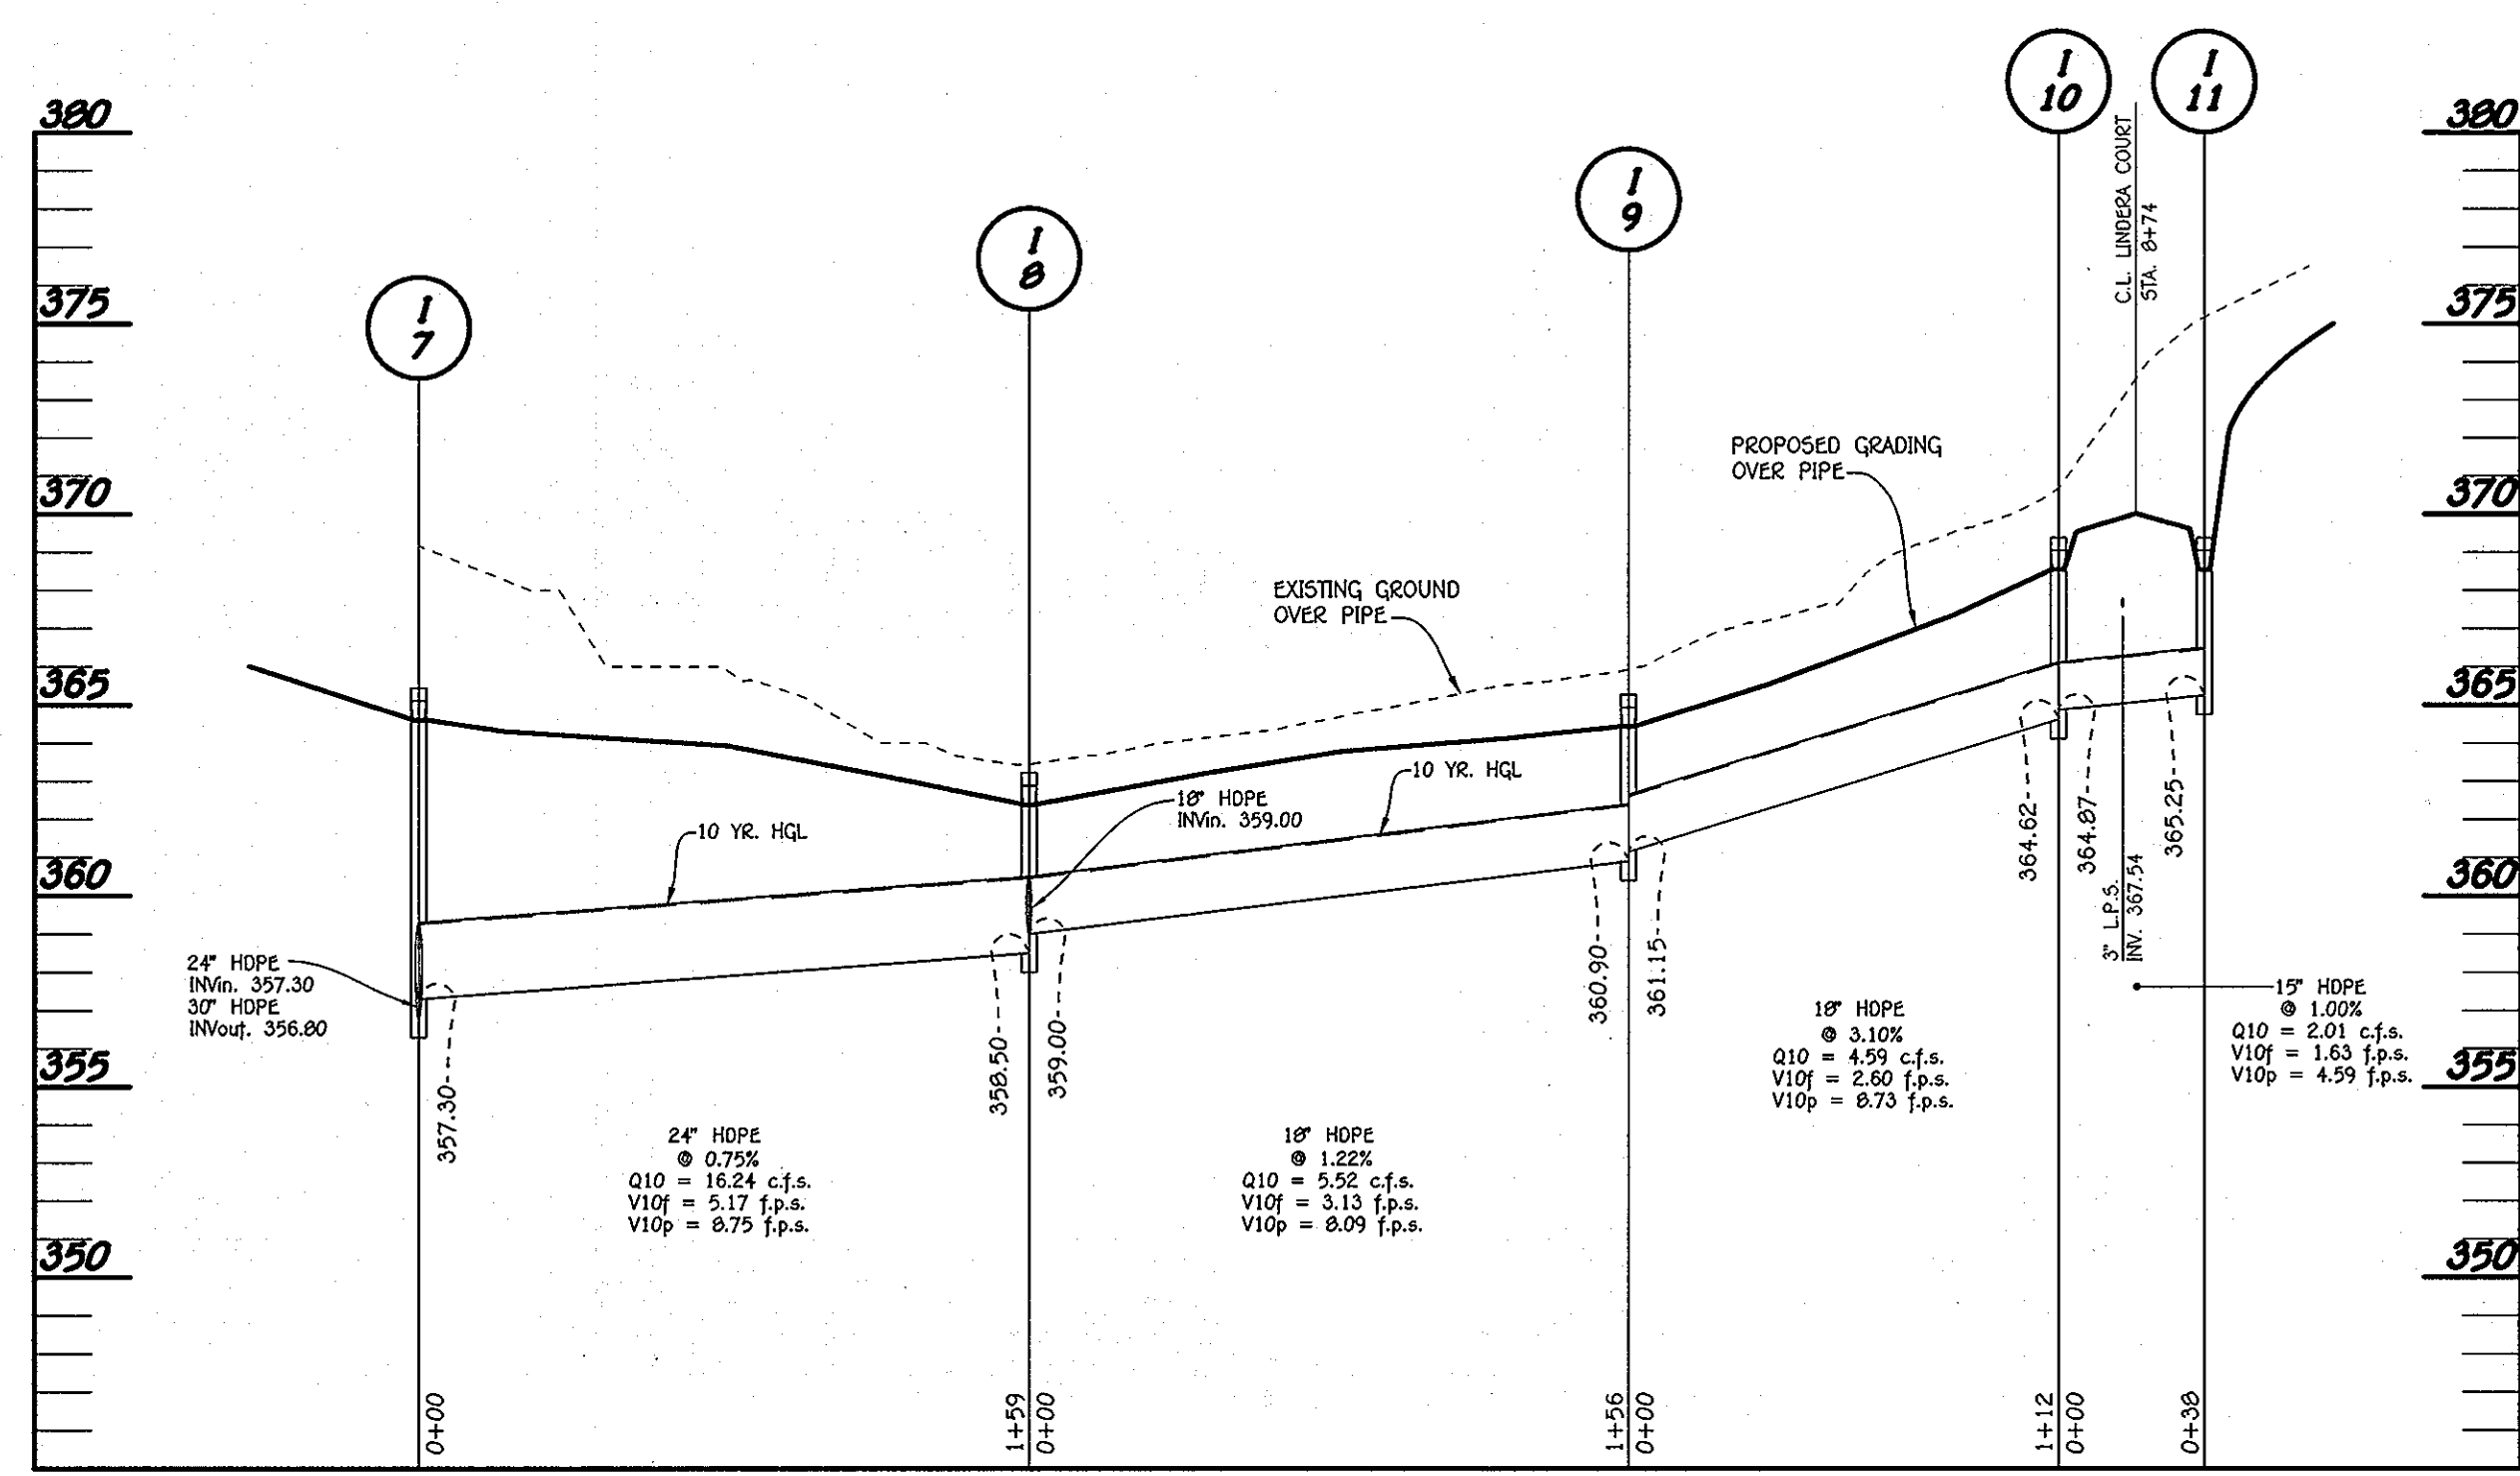 I
10
I
11
I
9
I
8
I
7
380
375
370
365
360
355
350
380
375
370
365
360
355
350
C.L. LINDERA COURT
STA. 8+74
PROPOSED GRADING
OVER PIPE
EXISTING GROUND
OVER PIPE
10 YR. HGL
18" HDPE
INVin. 359.00
10 YR. HGL
24" HDPE
INVin. 357.30
30" HDPE
INVout. 356.80
357.30
358.50
359.00
360.90
361.15
364.62
364.87
365.25
3" L.P.S.
INV. 367.54
24" HDPE
@ 0.75%
Q10 = 16.24 c.f.s.
V10f = 5.17 f.p.s.
V10p = 8.75 f.p.s.
18" HDPE
@ 1.22%
Q10 = 5.52 c.f.s.
V10f = 3.13 f.p.s.
V10p = 8.09 f.p.s.
18" HDPE
@ 3.10%
Q10 = 4.59 c.f.s.
V10f = 2.60 f.p.s.
V10p = 8.73 f.p.s.
15" HDPE
@ 1.00%
Q10 = 2.01 c.f.s.
V10f = 1.63 f.p.s.
V10p = 4.59 f.p.s.
0+00
1+59
0+00
1+56
0+00
1+12
0+00
0+38